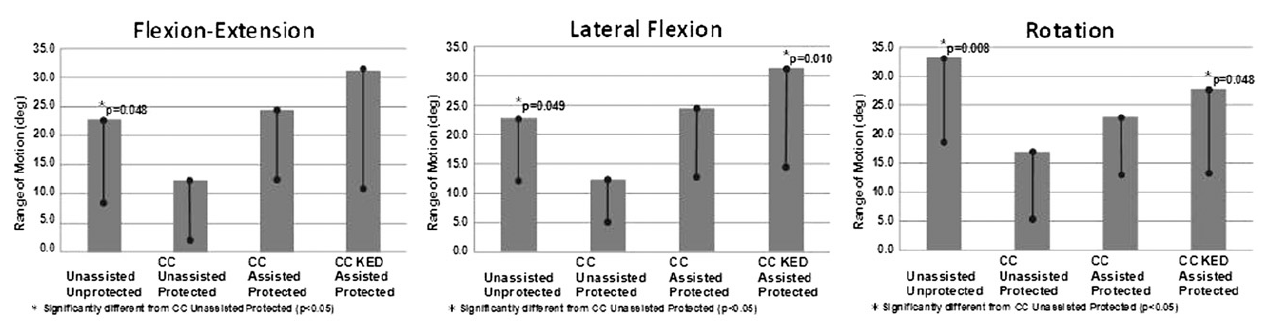 Flexion-Extension
Range of Motion (deg)
35.0
30.0
25.0
20.0
15.0
10.0
5.0
0.0
* p=0.048
Unassisted
Unprotected
CC
Unassisted
Protected
CC
Assisted
Protected
CC KED
Assisted
Protected
* Significantly different from CC Unassisted Protected (p<0.05)
Lateral Flexion
Range of Motion (deg)
35.0
30.0
25.0
20.0
15.0
10.0
5.0
0.0
* p=0.049
* p=0.010
Unassisted
Unprotected
CC
Unassisted
Protected
CC
Assisted
Protected
CC KED
Assisted
Protected
* Significantly different from CC Unassisted Protected (p<0.05)
Rotation
Range of Motion (deg)
35.0
30.0
25.0
20.0
15.0
10.0
5.0
0.0
* p=0.008
* p=0.048
Unassisted
Unprotected
CC
Unassisted
Protected
CC
Assisted
Protected
CC KED
Assisted
Protected
* Significantly different from CC Unassisted Protected (p<0.05)